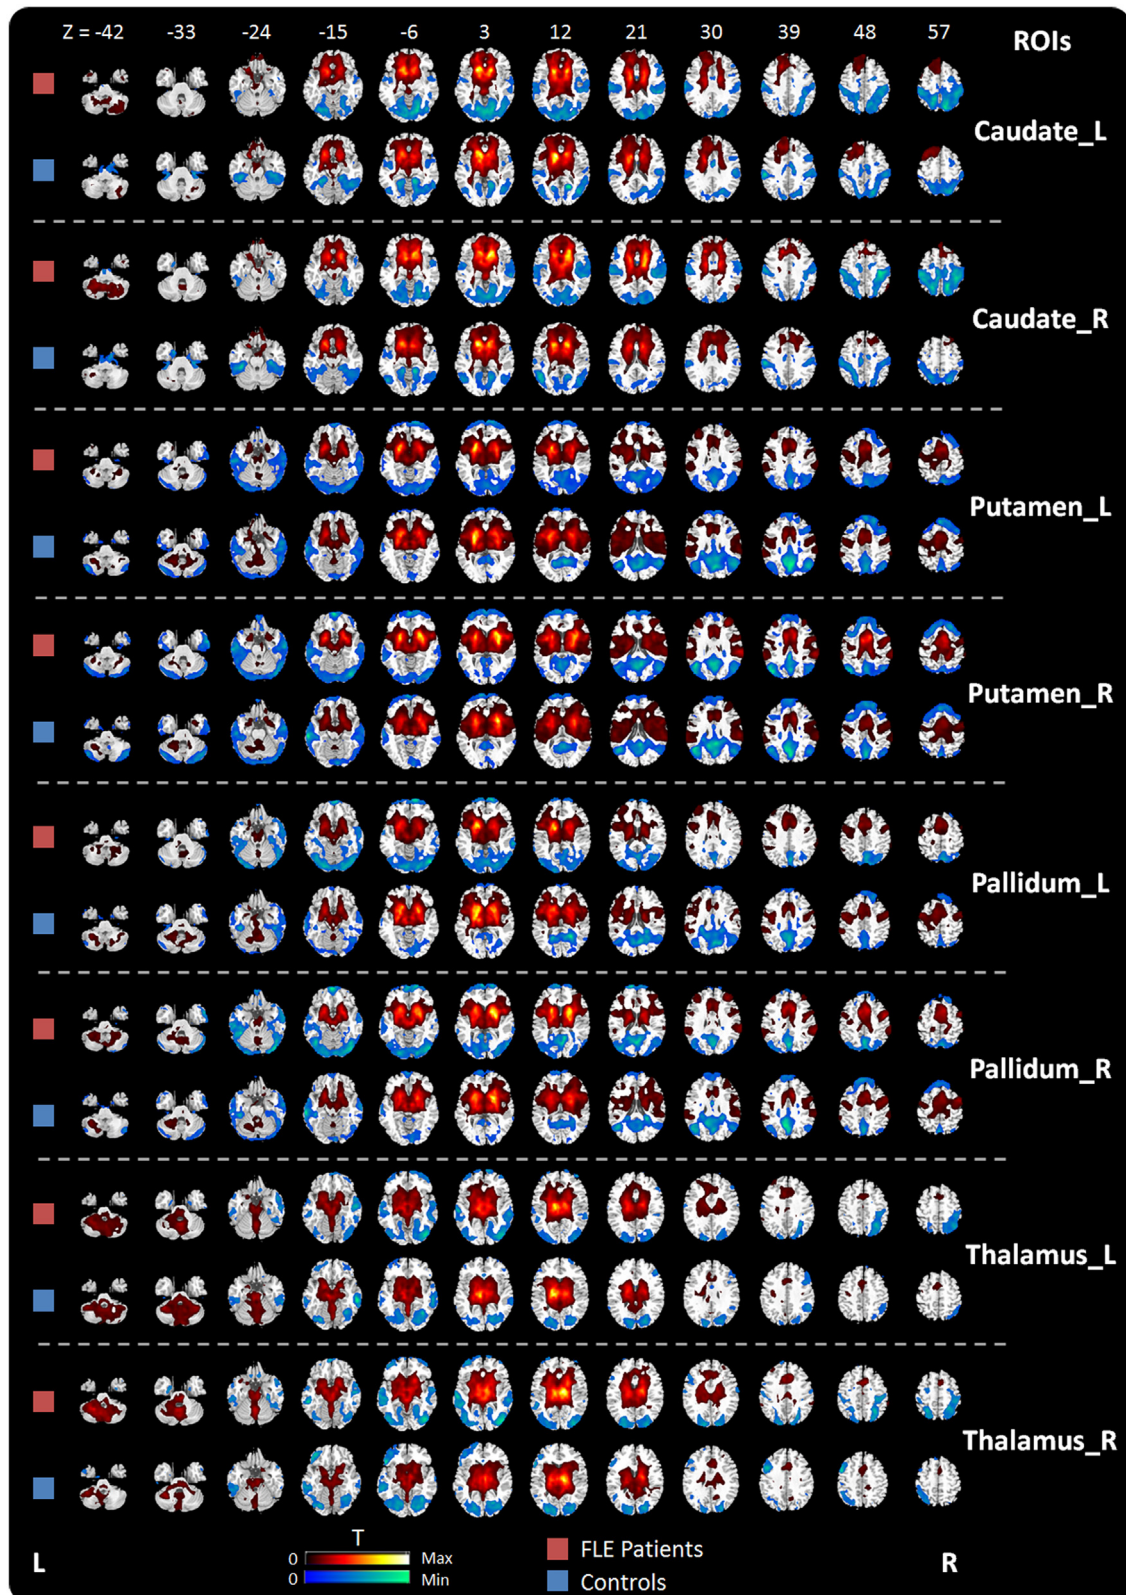 Z = -42 -33 -24 -15 -6 3 12 21 30 39 48 57 ROIs
Caudate_L
Caudate_R
Putamen_L
Putamen_R
Pallidum_L
Pallidum_R
Thalamus_L
Thalamus_R
T
0 Max
0 Min
FLE Patients
Controls
L
R